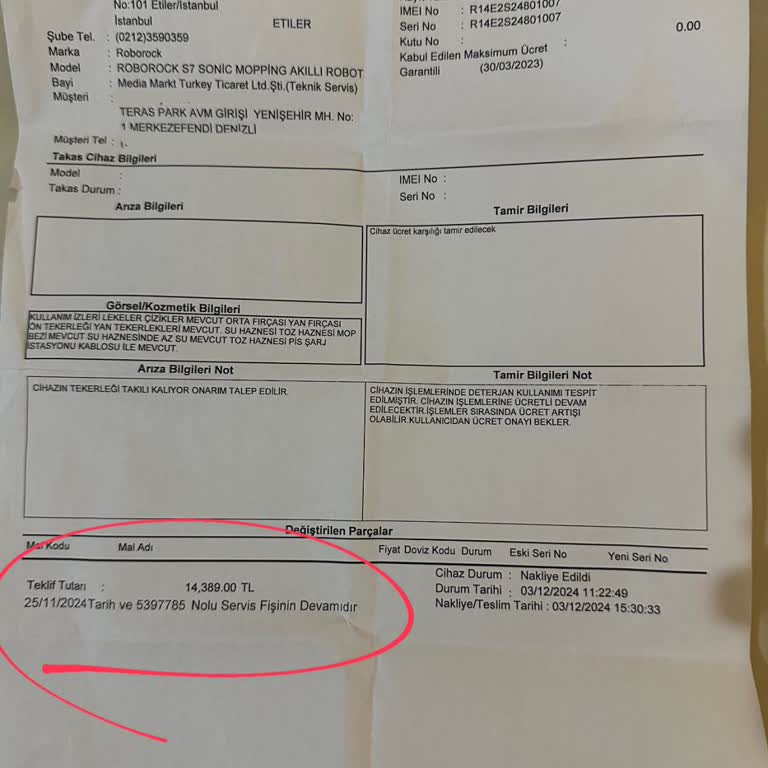 No:101 Etiler/İstanbul
İstanbul
ETİLER
Şube Tel. : (0212)3590359
Marka : Roborock
Model : ROBOROCK S7 SONİC MOPPİNG AKILLI ROBOT
Bayi : Media Markt Turkey Ticaret Ltd.Şti.(Teknik Servis)
Müşteri :
TERAS PARK AVM GİRİŞİ YENİŞEHİR MH. No:
1 MERKEZEFENDİ DENİZLİ
Müşteri Tel :
IMEI No : R14E2S24801007
Seri No : R14E2S24801007
Kutu No :
Kabul Edilen Maksimum Ücret :
0.00
Garantili (30/03/2023)
Takas Cihaz Bilgileri
Model :
Takas Durum :
IMEI No :
Seri No :
Arıza Bilgileri
Tamir Bilgileri
Cihaz ücret karşılığı tamir edilecek
Görsel/Kozmetik Bilgileri
KULLANIM İZLERİ LEKELER ÇİZİKLER MEVCUT ORTA FIRÇASI YAN FIRÇASI
ÖN TEKERLEĞİ YAN TEKERLEKLERİ MEVCUT. SU HAZNESİ TOZ HAZNESİ MOP
BEZİ MEVCUT SU HAZNESİNDE AZ SU MEVCUT TOZ HAZNESİ PİS ŞARJ
İSTASYONU KABLOSU İLE MEVCUT.
Arıza Bilgileri Not
CİHAZIN TEKERLEĞİ TAKILI KALIYOR ONARIM TALEP EDİLİR.
Tamir Bilgileri Not
CİHAZIN İŞLEMLERİNDE DETERJAN KULLANIMI TESPİT
EDİLMİŞTİR. CİHAZIN İŞLEMLERİNE ÜCRETLİ DEVAM
EDİLECEKTİR.İŞLEMLER SIRASINDA ÜCRET ARTIŞI
OLABİLİR.KULLANICIDAN ÜCRET ONAYI BEKLER.
Değiştirilen Parçalar
Mal Kodu Mal Adı Fiyat Doviz Kodu Durum Eski Seri No Yeni Seri No
Teklif Tutarı : 14,389.00 TL
25/11/2024Tarih ve 5397785 Nolu Servis Fişinin Devamıdır
Cihaz Durum : Nakliye Edildi
Durum Tarihi : 03/12/2024 11:22:49
Nakliye/Teslim Tarihi : 03/12/2024 15:30:33